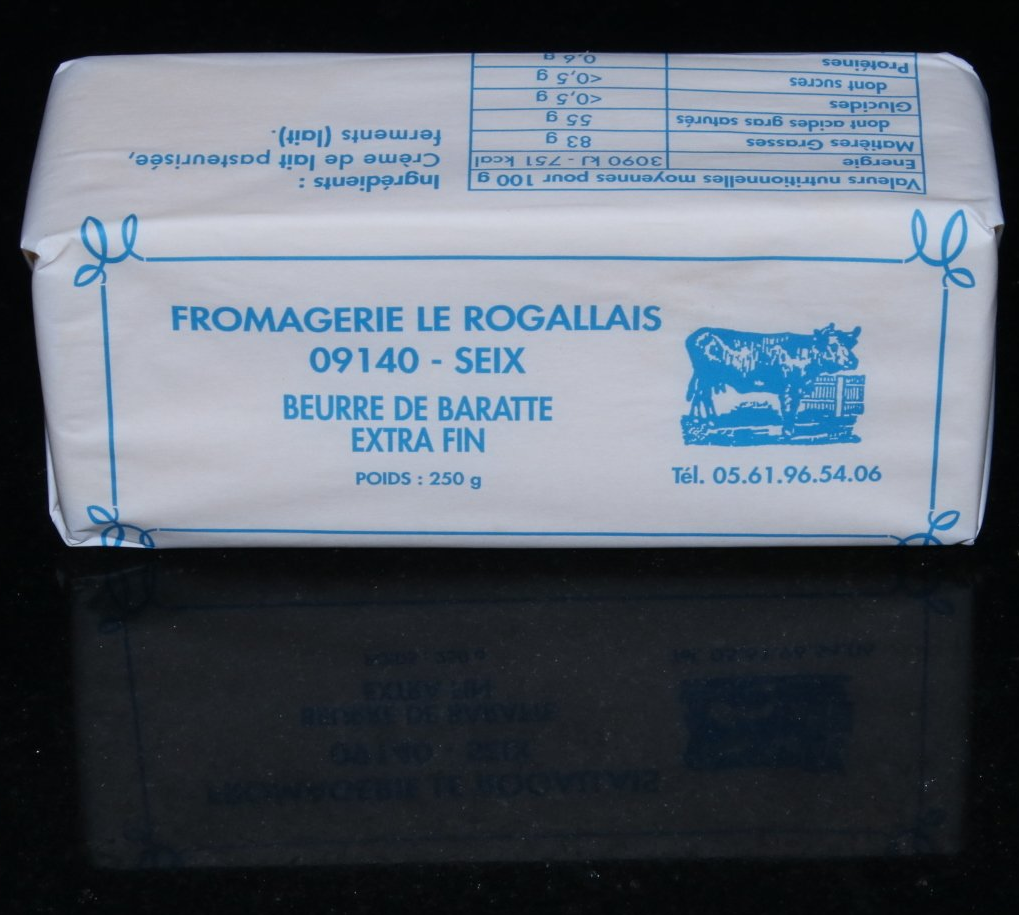 FROMAGERIE LE ROGALLAIS
09140 - SEIX
BEURRE DE BARATTE
EXTRA FIN
POIDS : 250 g
Tél. 05.61.96.54.06
Ingrédients :
Crème de lait pasteurisée,
ferments (lait).
Valeurs nutritionnelles moyennes pour 100 g
Energie 3090 kJ - 751 kcal
Matières Grasses 83 g
dont acides gras saturés 55 g
Glucides <0,5 g
dont sucres <0,5 g
Protéines 0,6 g